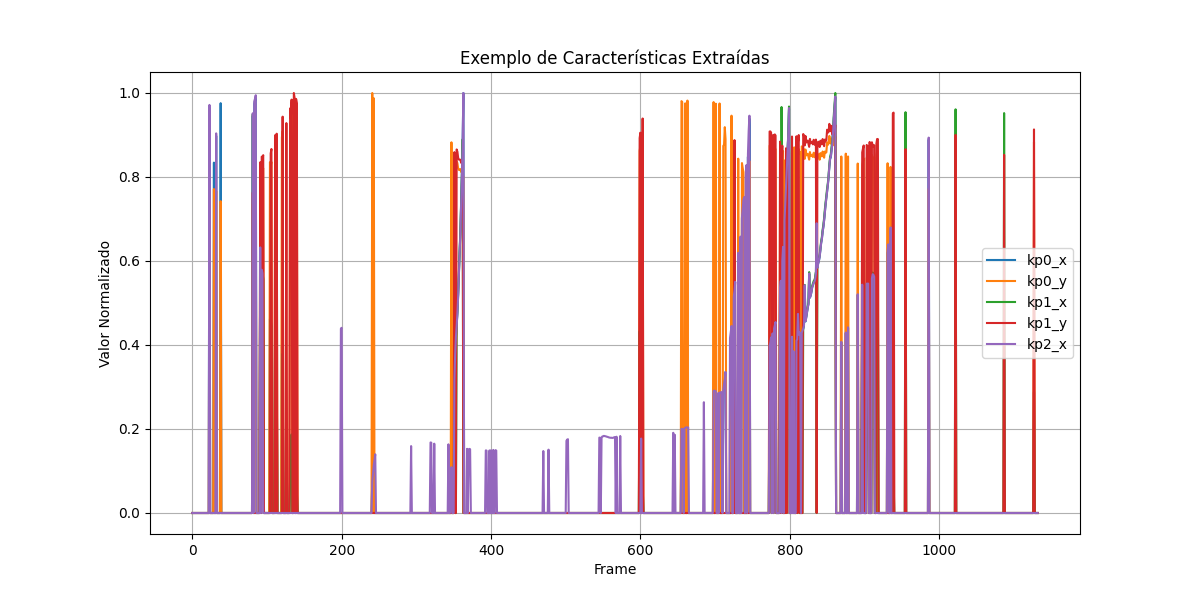 Exemplo de Características Extraídas
Valor Normalizado
1.0
0.8
0.6
0.4
0.2
0.0
0 200 400 600 800 1000
Frame
kp0_x
kp0_y
kp1_x
kp1_y
kp2_x